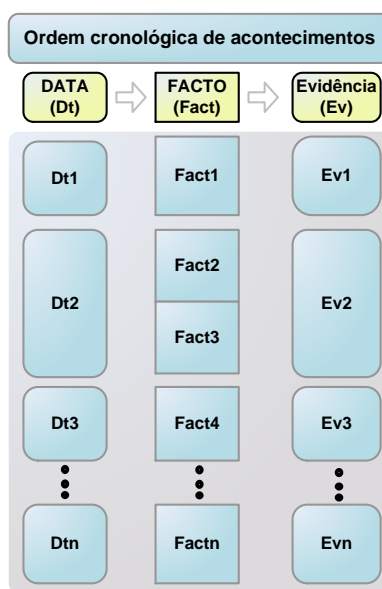 Ordem cronológica de acontecimentos
DATA
(Dt)
FACTO
(Fact)
Evidência
(Ev)
Dt1
Fact1
Ev1
Dt2
Fact2
Fact3
Ev2
Dt3
Fact4
Ev3
Dtn
Factn
Evn